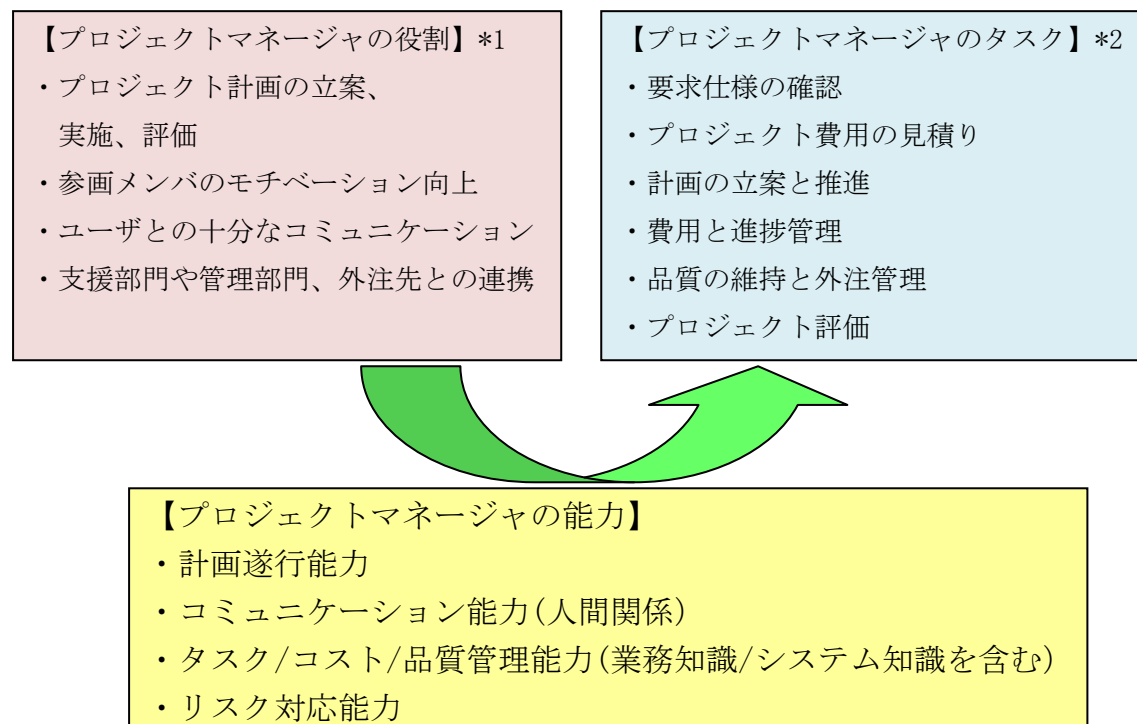 【プロジェクトマネージャの役割】*1
・プロジェクト計画の立案、
実施、評価
・参画メンバのモチベーション向上
・ユーザとの十分なコミュニケーション
・支援部門や管理部門、外注先との連携
【プロジェクトマネージャのタスク】*2
・要求仕様の確認
・プロジェクト費用の見積り
・計画の立案と推進
・費用と進捗管理
・品質の維持と外注管理
・プロジェクト評価
【プロジェクトマネージャの能力】
・計画遂行能力
・コミュニケーション能力(人間関係)
・タスク/コスト/品質管理能力(業務知識/システム知識を含む)
・リスク対応能力